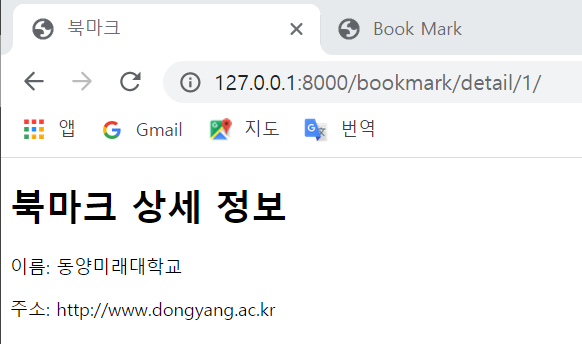 북마크
Book Mark
127.0.0.1:8000/bookmark/detail/1/
앱 Gmail 지도 번역
북마크 상세 정보
이름: 동양미래대학교
주소: http://www.dongyang.ac.kr